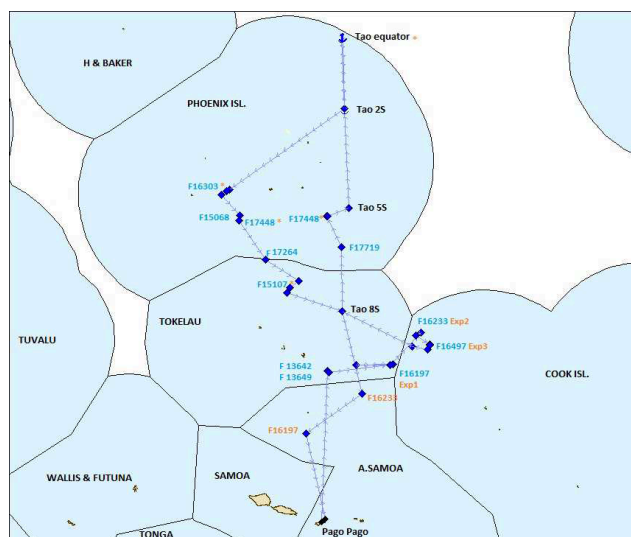 Tao equator *
H & BAKER
PHOENIX ISL.
Tao 2S
F16303 *
F15068
F17448 *
F17448 *
Tao 5S
F 17264
F17719
F15107 *
TOKELAU
Tao 8S
F16233 Exp2
F16497 Exp3
TUVALU
F 13642
F 13649
F16197
Exp1
COOK ISL.
F16233
F16197
WALLIS & FUTUNA
SAMOA
A.SAMOA
TONGA
Pago Pago